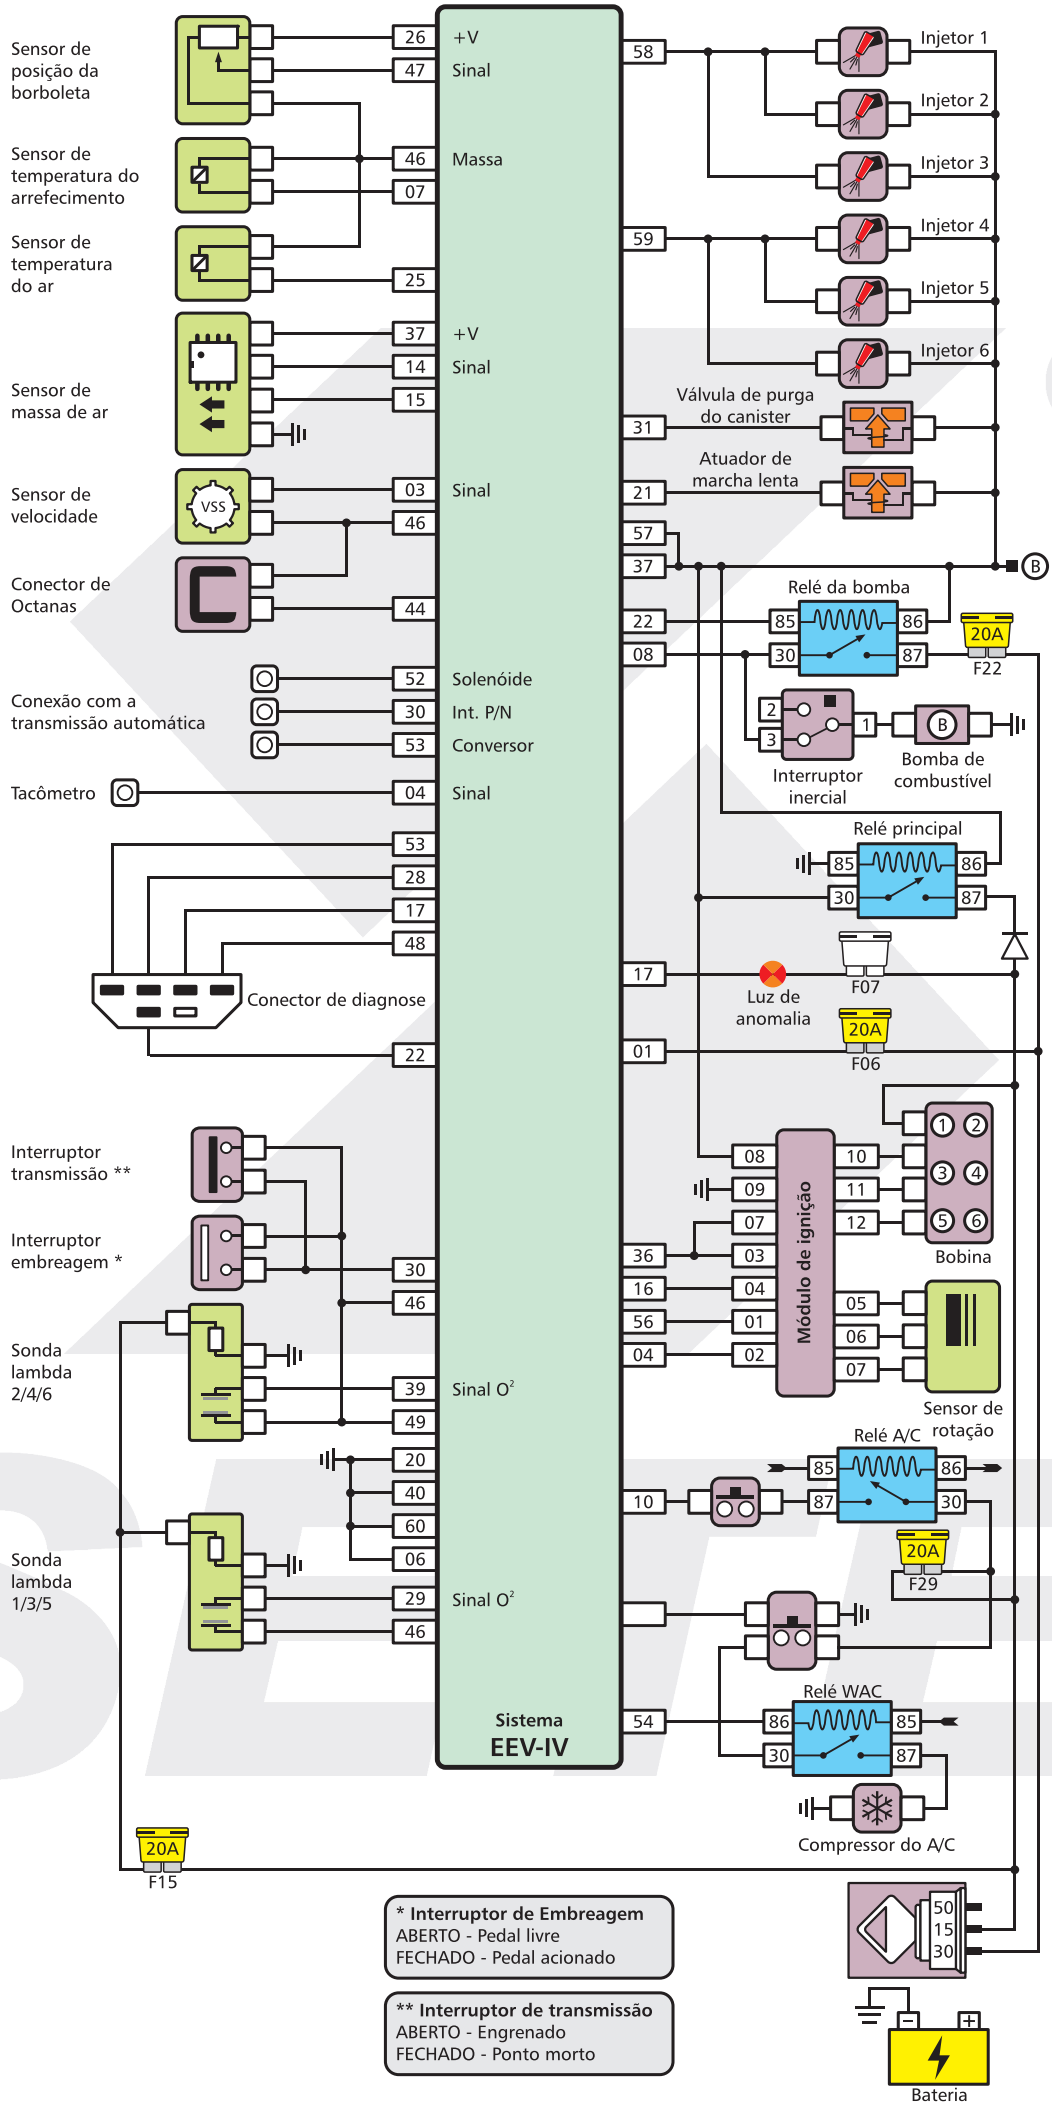 Sensor de
posição da
borboleta
26 +V
47 Sinal
Sensor de
temperatura do
arrefecimento
46 Massa
07
Sensor de
temperatura
do ar
25
Sensor de
massa de ar
37 +V
14 Sinal
15
Sensor de
velocidade
VSS
03 Sinal
46
Conector de
Octanas
44
Conexão com a
transmissão automática
52 Solenóide
30 Int. P/N
53 Conversor
Tacômetro
04 Sinal
53
28
17
48
Conector de diagnose
22
Interruptor
transmissão **
Interruptor
embreagem *
30
46
Sonda
lambda
2/4/6
39 Sinal O²
49
20
40
60
06
Sonda
lambda
1/3/5
29 Sinal O²
46
Sistema
EEV-IV
20A
F15
58
Injetor 1
Injetor 2
Injetor 3
59
Injetor 4
Injetor 5
Injetor 6
Válvula de purga
do canister
31
Atuador de
marcha lenta
21
57
37
B
Relé da bomba
22
08
85 86
30 87
20A
F22
2
3
1
B
Interruptor
inercial
Bomba de
combustível
Relé principal
85 86
30 87
17
Luz de
anomalia
F07
20A
F06
01
Módulo de ignição
08 10
09 11
07 12
36 03
16 04 05
56 01 06
04 02 07
1 2
3 4
5 6
Bobina
Sensor de
rotação
Relé A/C
85 86
10
87 30
20A
F29
Relé WAC
54
86 85
30 87
Compressor do A/C
50
15
30
- +
Bateria
* Interruptor de Embreagem
ABERTO - Pedal livre
FECHADO - Pedal acionado
** Interruptor de transmissão
ABERTO - Engrenado
FECHADO - Ponto morto